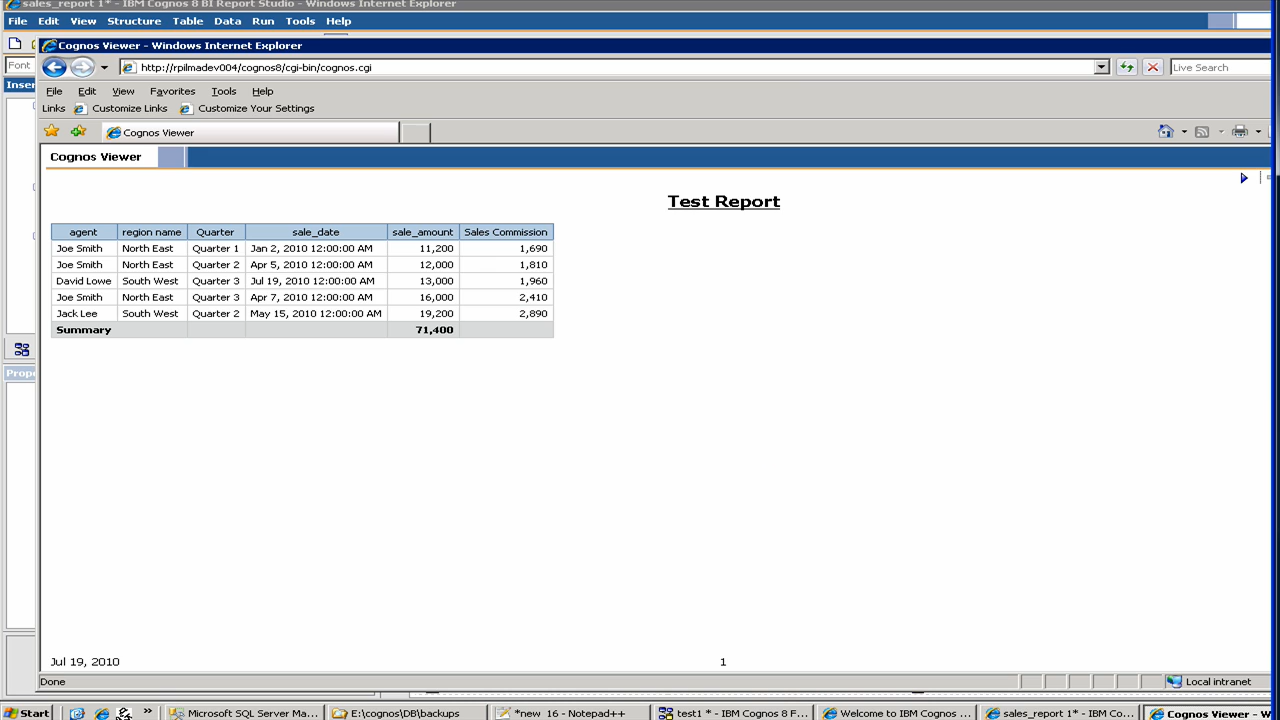 sales_report 1* - IBM Cognos 8 BI Report Studio - Windows Internet Explorer
File Edit View Structure Table Data Run Tools Help
Cognos Viewer - Windows Internet Explorer
Font
http://rpilmadev004/cognos8/cgi-bin/cognos.cgi Live Search
Inser
File Edit View Favorites Tools Help
Links Customize Links Customize Your Settings
Cognos Viewer
Cognos Viewer
Test Report
agent region name Quarter sale_date sale_amount Sales Commission
Joe Smith North East Quarter 1 Jan 2, 2010 12:00:00 AM 11,200 1,690
Joe Smith North East Quarter 2 Apr 5, 2010 12:00:00 AM 12,000 1,810
David Lowe South West Quarter 3 Jul 19, 2010 12:00:00 AM 13,000 1,960
Joe Smith North East Quarter 3 Apr 7, 2010 12:00:00 AM 16,000 2,410
Jack Lee South West Quarter 2 May 15, 2010 12:00:00 AM 19,200 2,890
Summary 71,400
Prope
Jul 19, 2010 1
Done Local intranet
Start » Microsoft SQL Server Ma... E:\cognos\DB\backups *new 16 - Notepad++ test1 * - IBM Cognos 8 F... Welcome to IBM Cognos ... sales_report 1* - IBM Co... Cognos Viewer - W